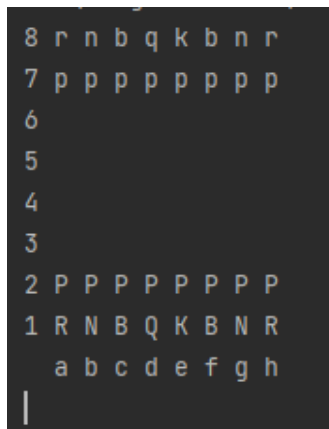 8 r n b q k b n r
7 p p p p p p p p
6
5
4
3
2 P P P P P P P P
1 R N B Q K B N R
a b c d e f g h